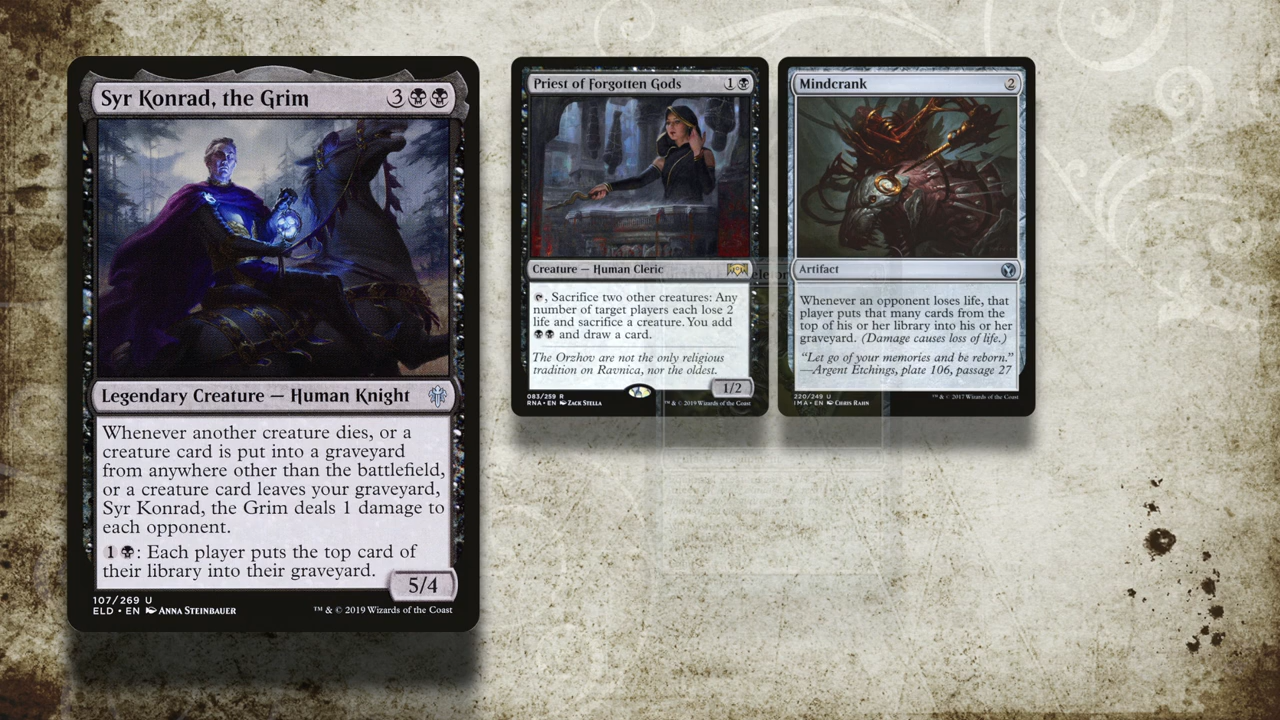 Syr Konrad, the Grim 3
Legendary Creature — Human Knight
Whenever another creature dies, or a
creature card is put into a graveyard
from anywhere other than the battlefield,
or a creature card leaves your graveyard,
Syr Konrad, the Grim deals 1 damage to
each opponent.
1 : Each player puts the top card of
their library into their graveyard.
5/4
107/269 U
ELD • EN Anna Steinbauer ™ & © 2019 Wizards of the Coast
Priest of Forgotten Gods 1
Creature — Human Cleric
, Sacrifice two other creatures: Any
number of target players each lose 2
life and sacrifice a creature. You add
and draw a card.
The Orzhov are not the only religious
tradition on Ravnica, nor the oldest.
1/2
083/259 R
RNA • EN Zack Stella ™ & © 2019 Wizards of the Coast
Mindcrank 2
Artifact
Whenever an opponent loses life, that
player puts that many cards from the
top of his or her library into his or her
graveyard. (Damage causes loss of life.)
"Let go of your memories and be reborn."
—Argent Etchings, plate 106, passage 27
220/249 U
IMA • EN Chris Rahn ™ & © 2017 Wizards of the Coast